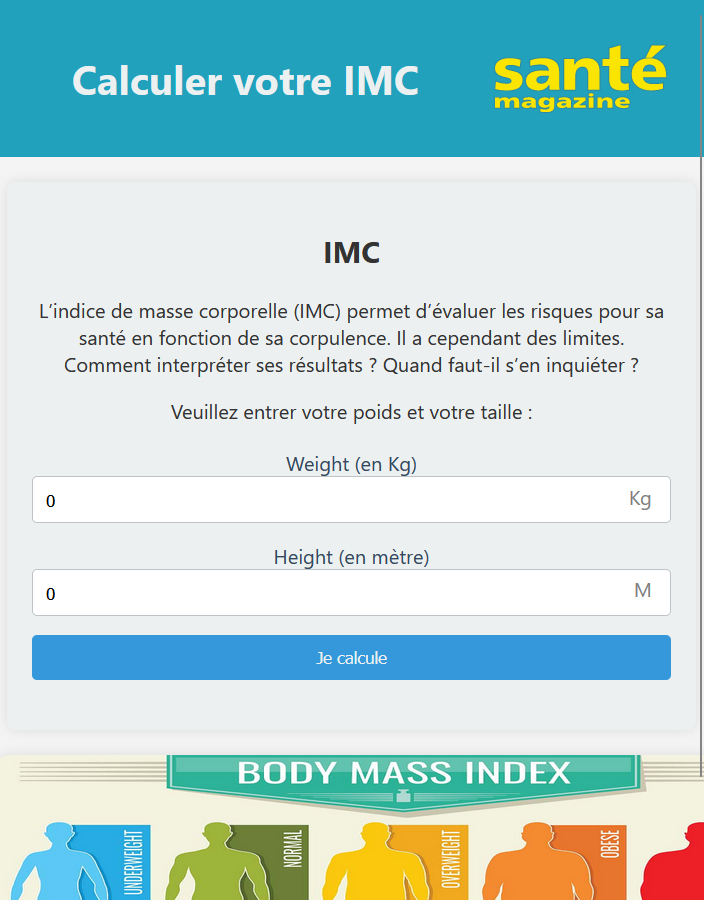 Calculer votre IMC
santé
magazine
IMC
L’indice de masse corporelle (IMC) permet d’évaluer les risques pour sa
santé en fonction de sa corpulence. Il a cependant des limites.
Comment interpréter ses résultats ? Quand faut-il s’en inquiéter ?
Veuillez entrer votre poids et votre taille :
Weight (en Kg)
0 Kg
Height (en mètre)
0 M
Je calcule
BODY MASS INDEX
UNDERWEIGHT
NORMAL
OVERWEIGHT
OBESE